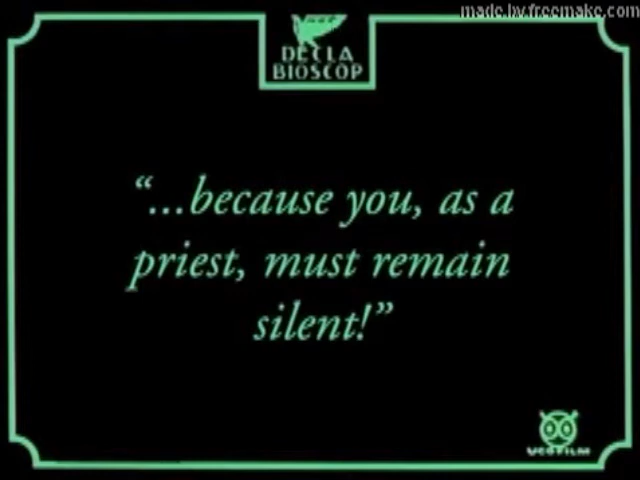 made.by.freemake.com
DECLA
BIOSCOP
“...because you, as a
priest, must remain
silent!”